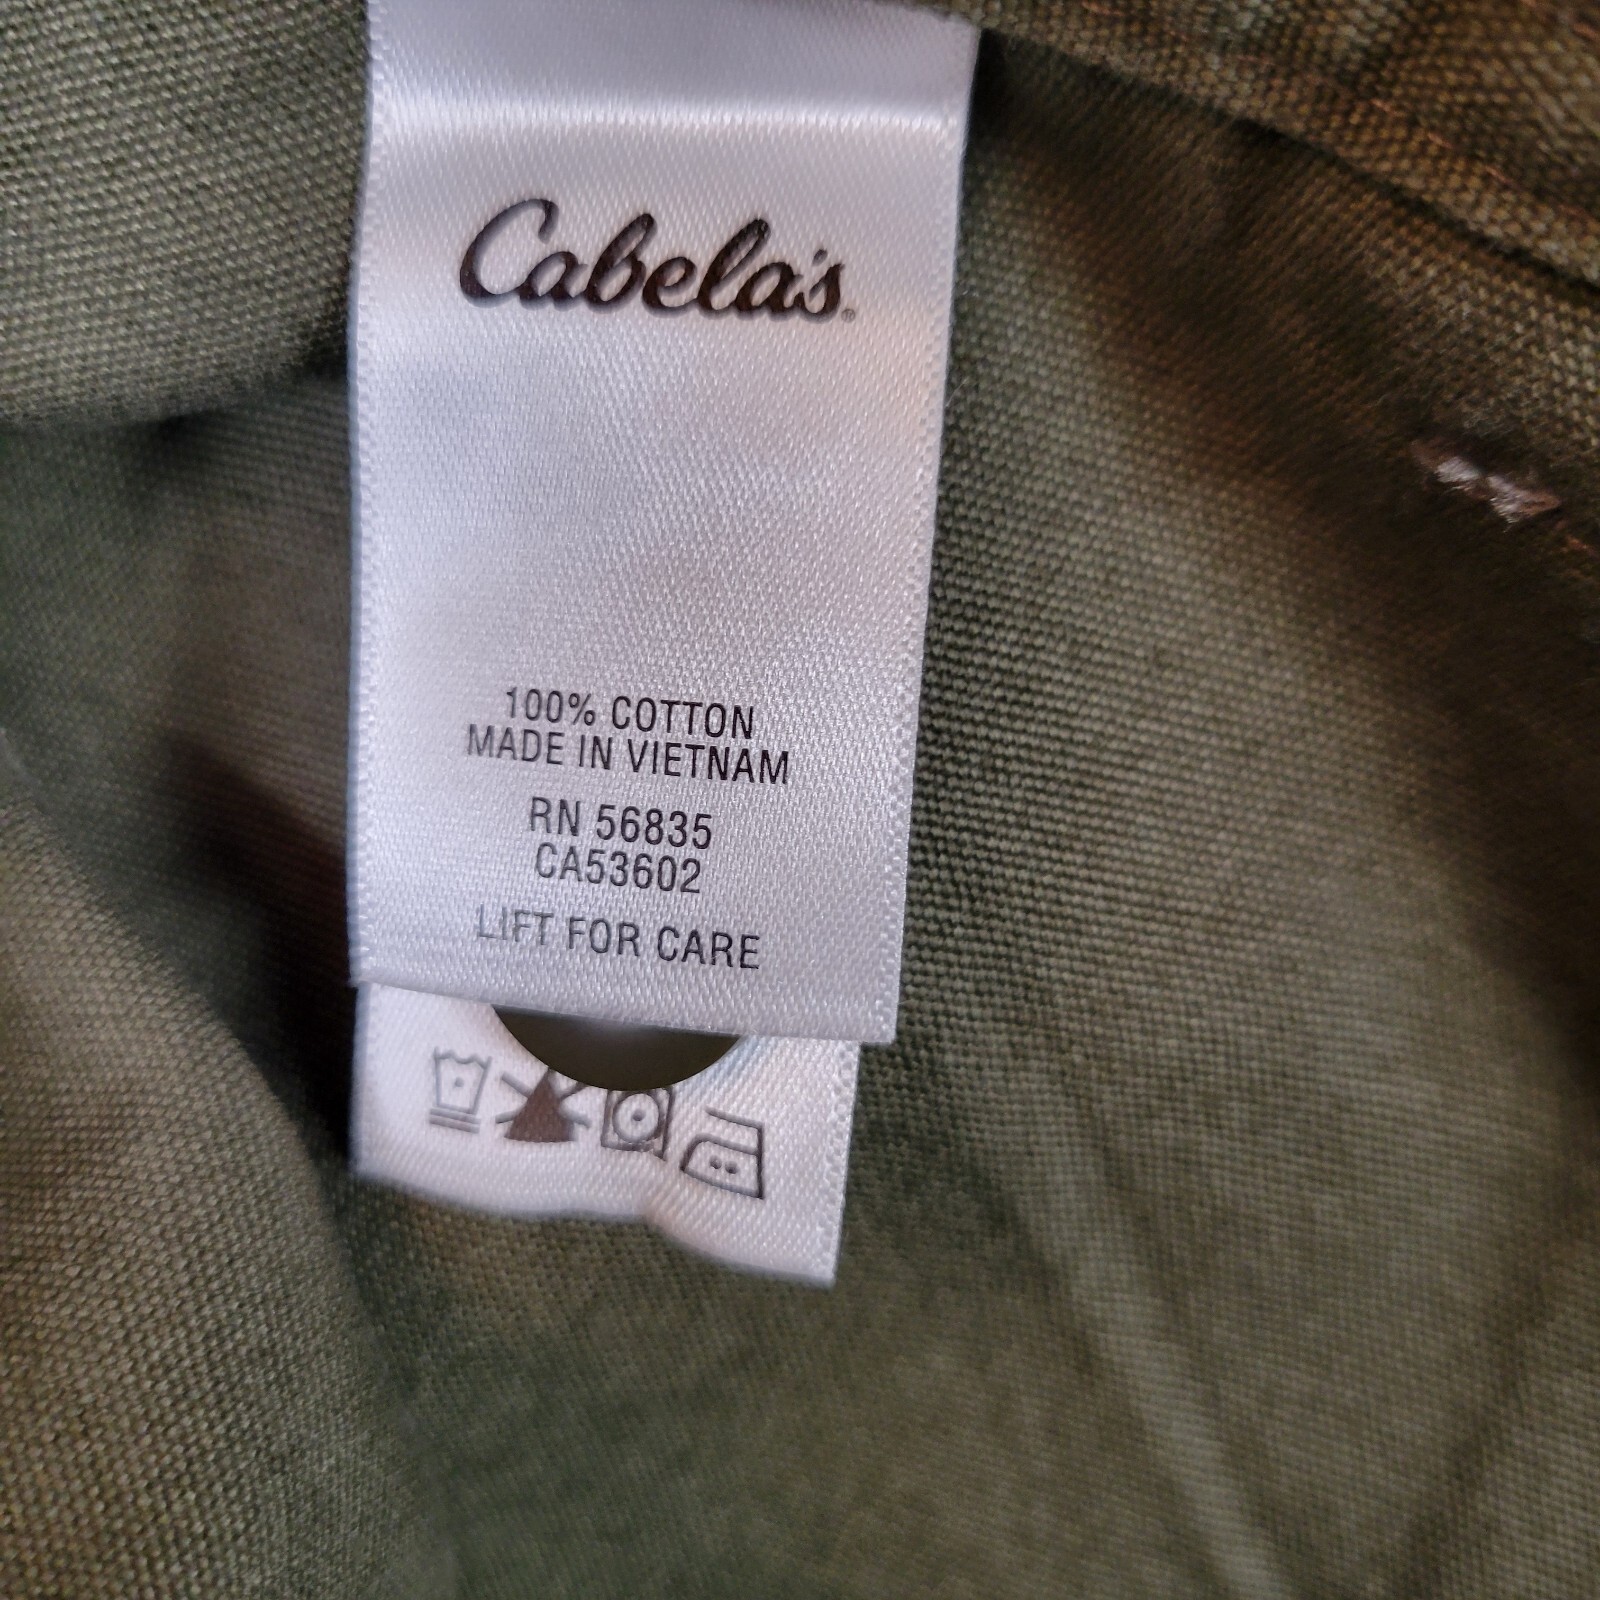 Cabela's®
100% COTTON
MADE IN VIETNAM
RN 56835
CA53602
LIFT FOR CARE